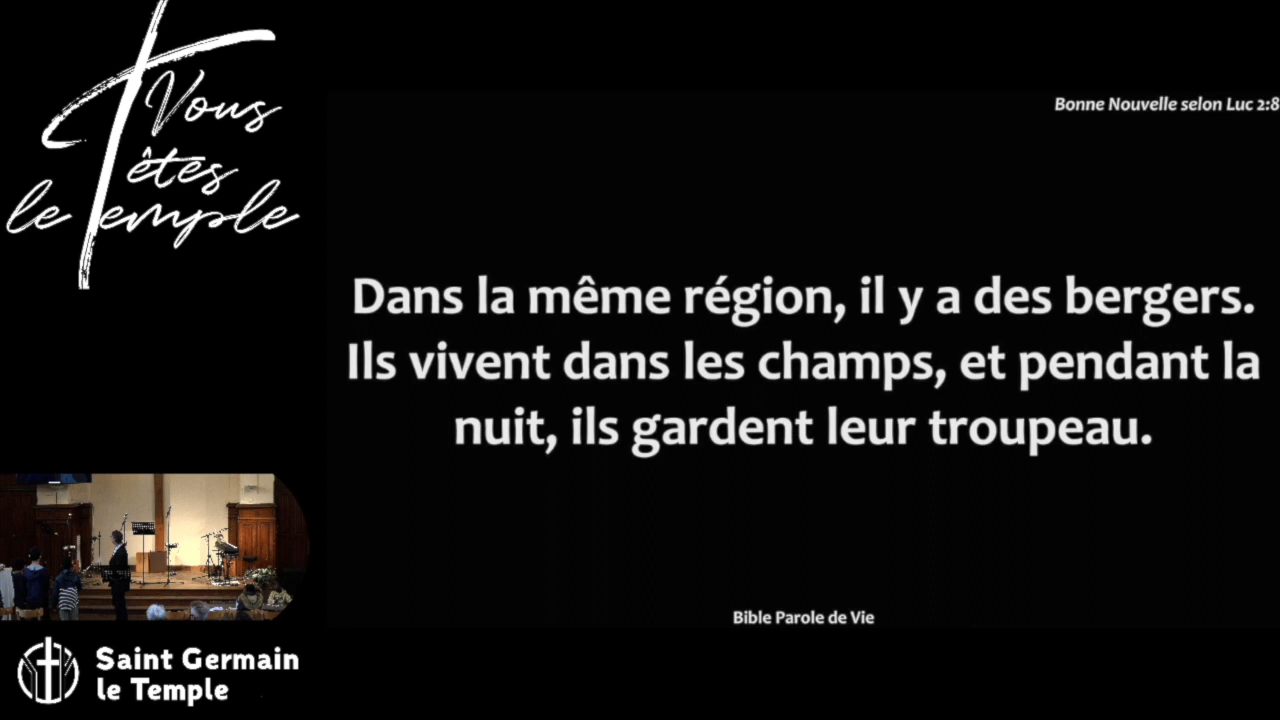 Vous
êtes
le Temple
Bonne Nouvelle selon Luc 2:8
Dans la même région, il y a des bergers.
Ils vivent dans les champs, et pendant la
nuit, ils gardent leur troupeau.
Bible Parole de Vie
Saint Germain
le Temple